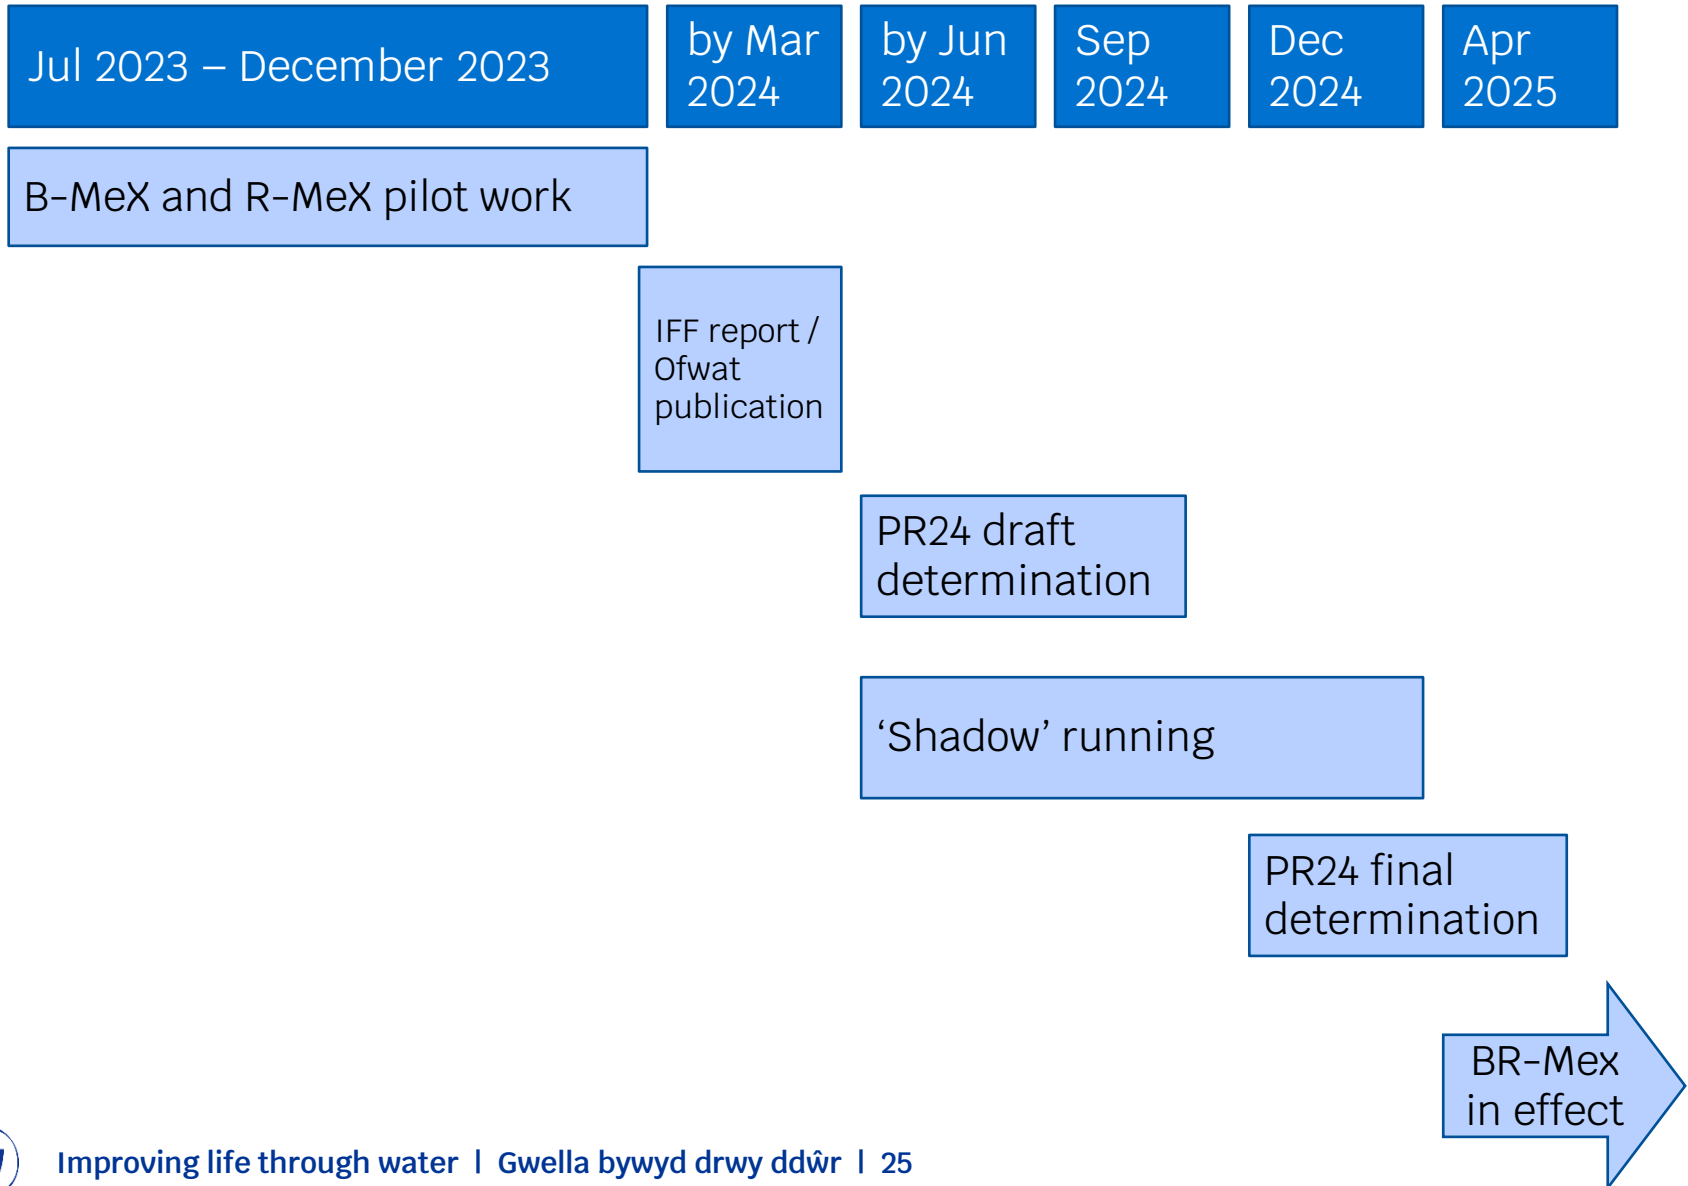 Jul 2023 – December 2023
by Mar
2024
by Jun
2024
Sep
2024
Dec
2024
Apr
2025
B-MeX and R-MeX pilot work
IFF report /
Ofwat
publication
PR24 draft
determination
‘Shadow’ running
PR24 final
determination
BR-Mex
in effect
Improving life through water | Gwella bywyd drwy ddŵr | 25